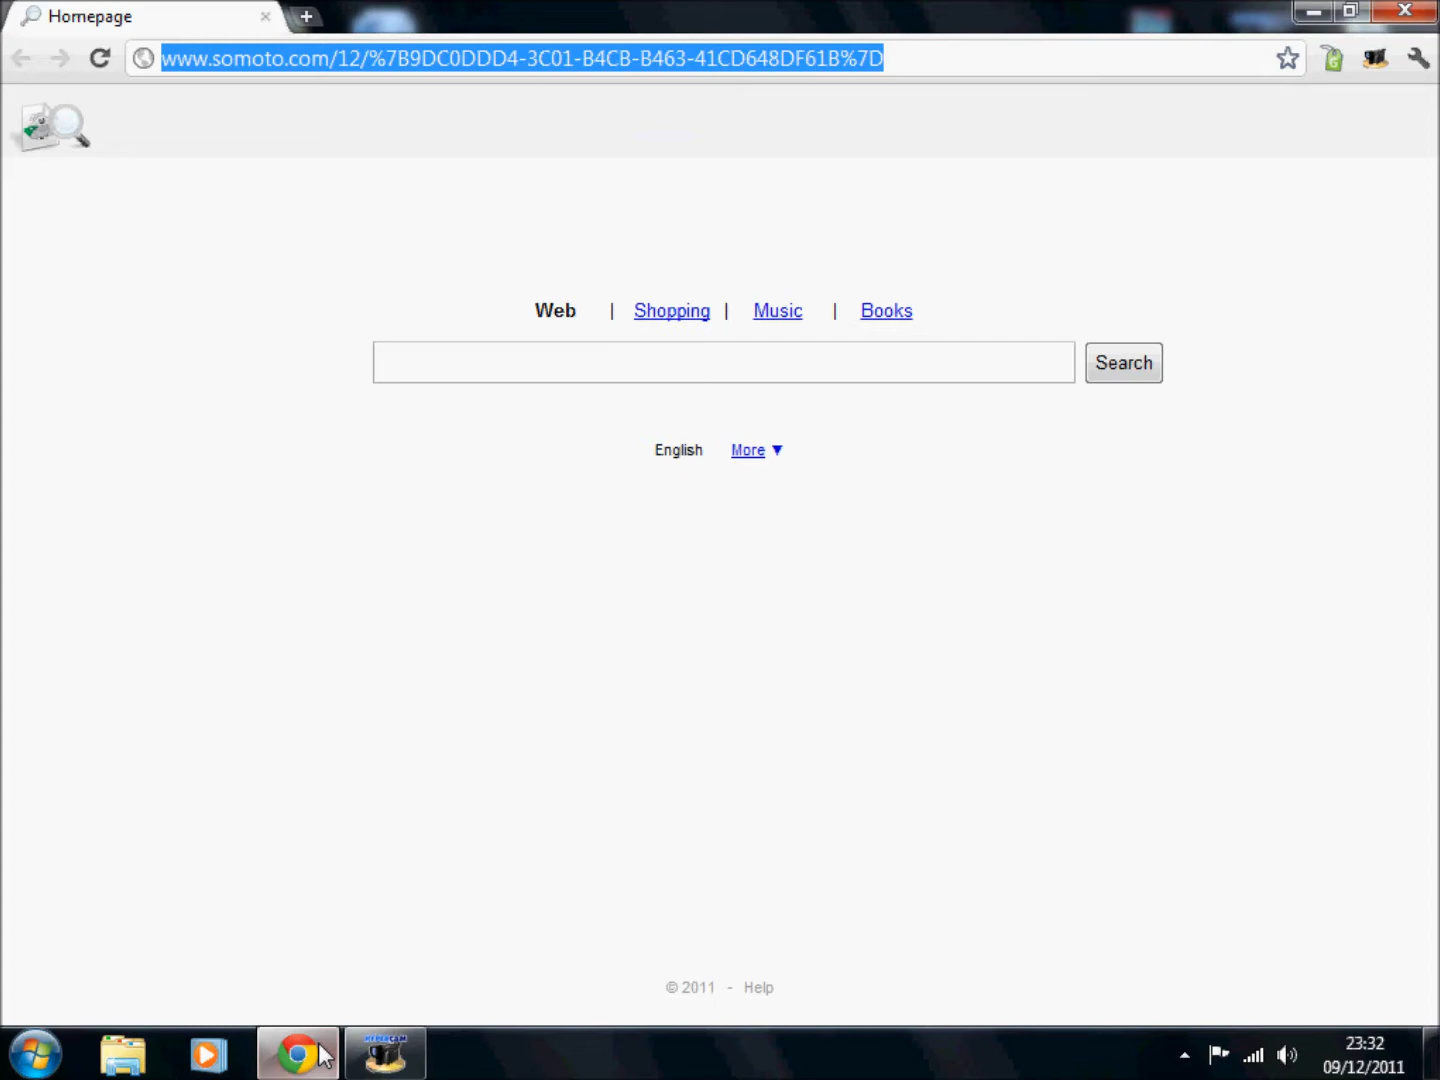 Homepage
www.somoto.com/12/%7B9DC0DDD4-3C01-B4CB-B463-41CD648DF61B%7D
Web | Shopping | Music | Books
Search
English More ▼
© 2011 - Help
HYPERCAM
23:32
09/12/2011